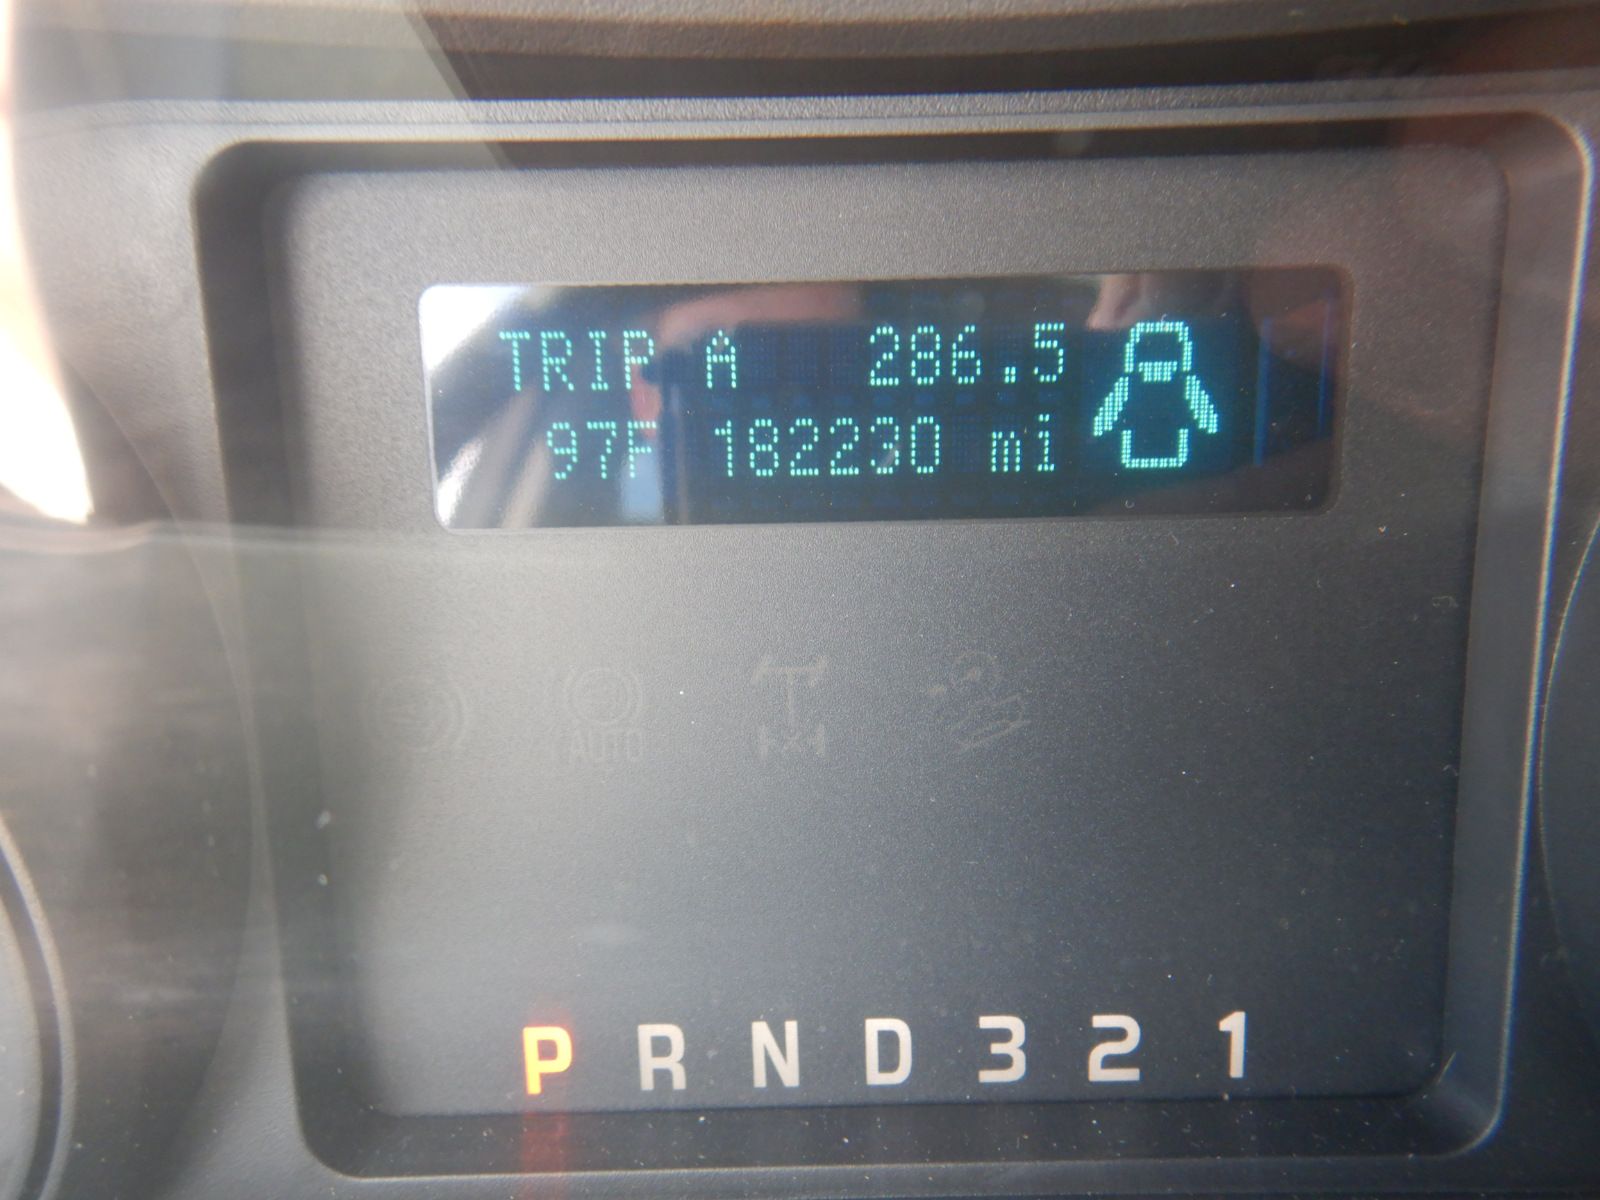 TRIP A 286.5
97F 182230 mi
AUTO
P R N D 3 2 1